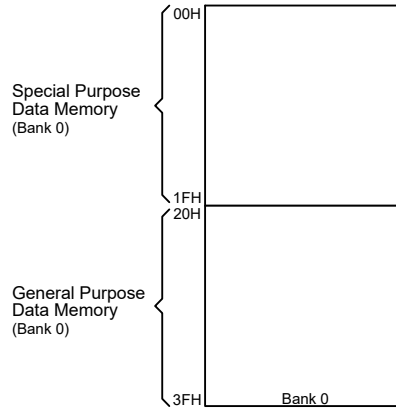 00H
Special Purpose
Data Memory
(Bank 0)
1FH
20H
General Purpose
Data Memory
(Bank 0)
3FH
Bank 0